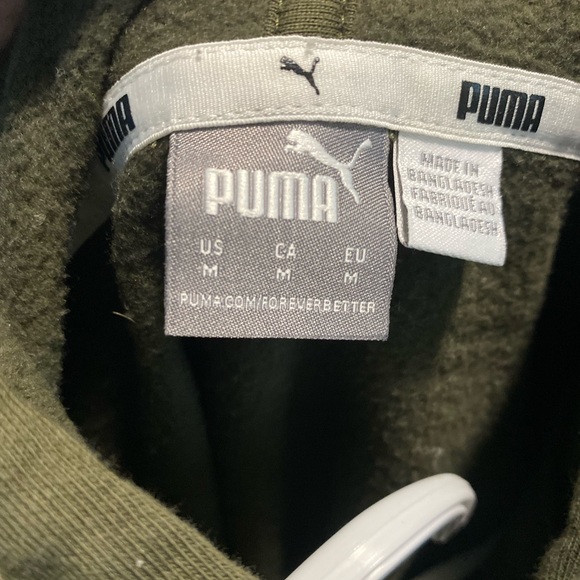 PUMA
PUMA
PUMA
US CA EU
M M M
PUMA.COM/FOREVERBETTER
MADE IN
BANGLADESH
FABRIQUÉ AU
BANGLADESH